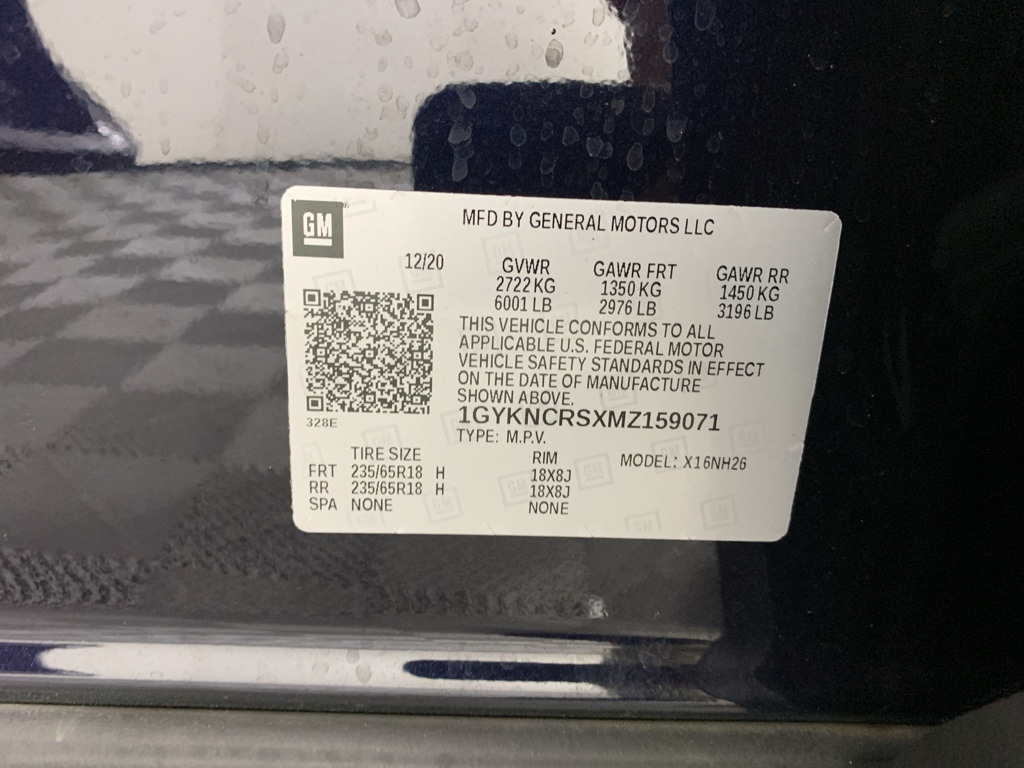 GM
MFD BY GENERAL MOTORS LLC
12/20
GVWR GAWR FRT GAWR RR
2722 KG 1350 KG 1450 KG
6001 LB 2976 LB 3196 LB
THIS VEHICLE CONFORMS TO ALL
APPLICABLE U.S. FEDERAL MOTOR
VEHICLE SAFETY STANDARDS IN EFFECT
ON THE DATE OF MANUFACTURE
SHOWN ABOVE.
328E
1GYKNCRSXMZ159071
TYPE: M.P.V.
TIRE SIZE RIM MODEL: X16NH26
FRT 235/65R18 H 18X8J
RR 235/65R18 H 18X8J
SPA NONE NONE